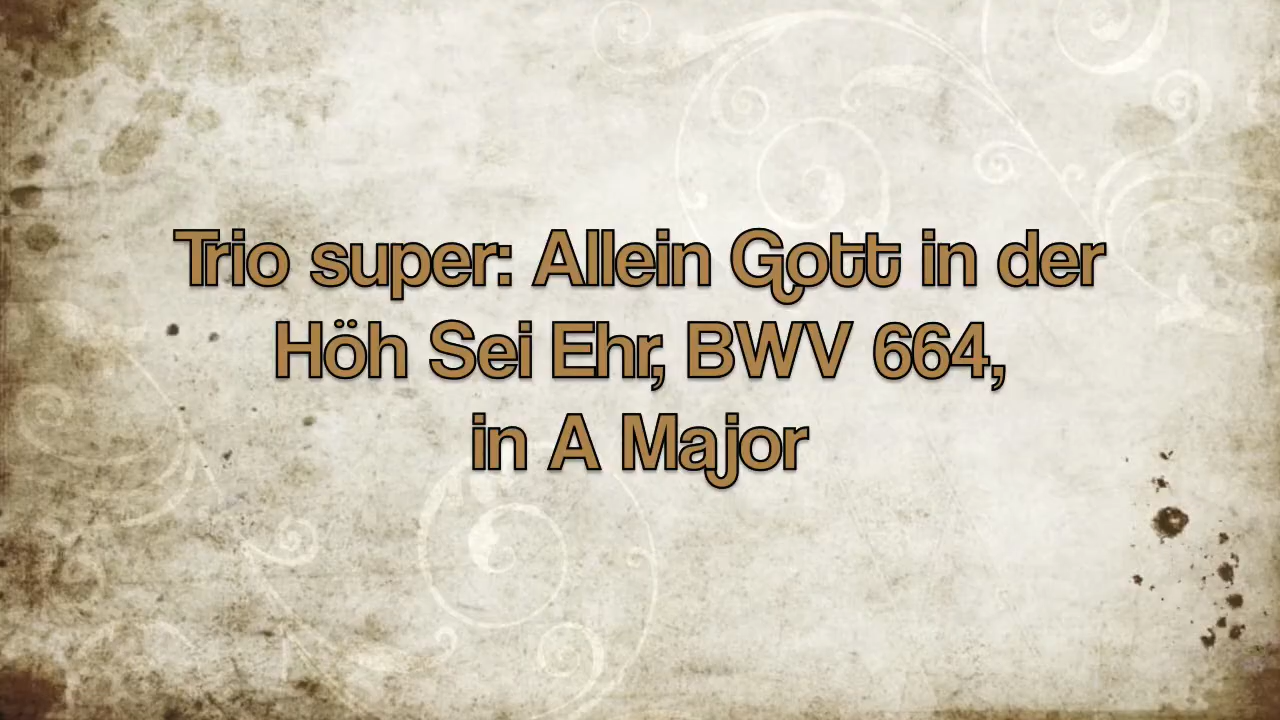 Trio super: Allein Gott in der
Höh Sei Ehr, BWV 664,
in A Major